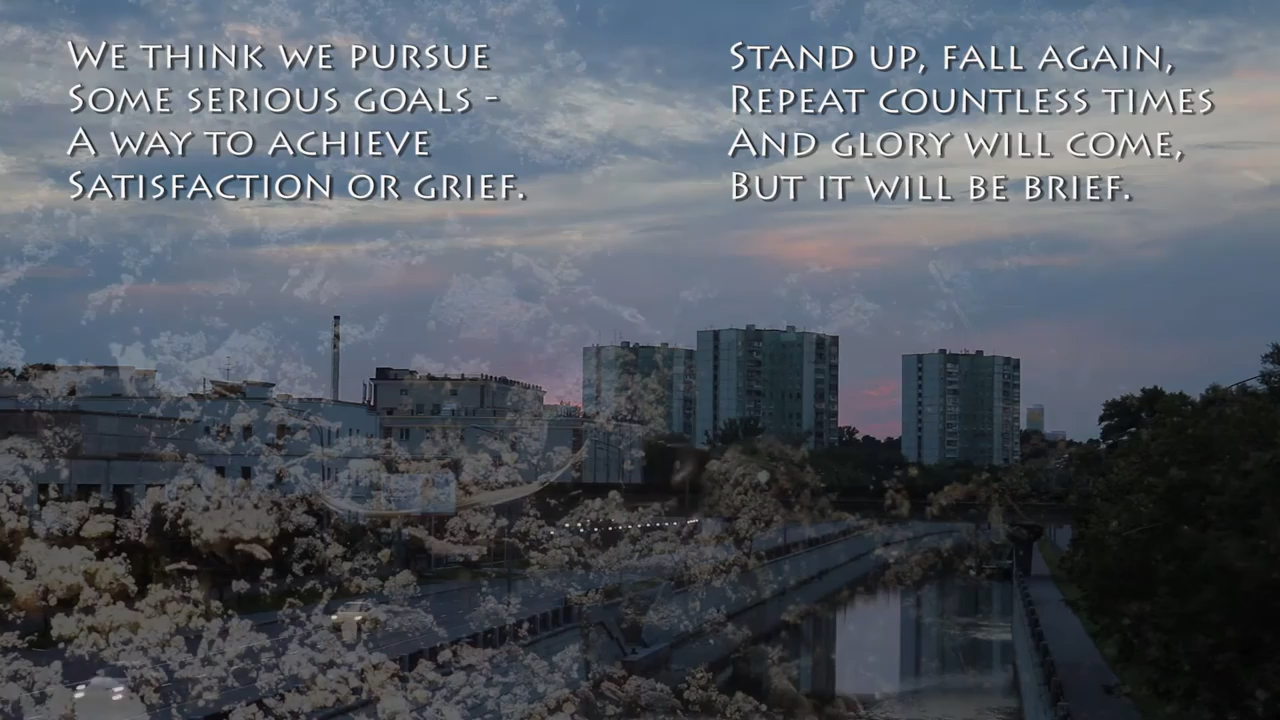 We think we pursue
Some serious goals -
A way to achieve
Satisfaction or grief.
Stand up, fall again,
Repeat countless times
And glory will come,
But it will be brief.